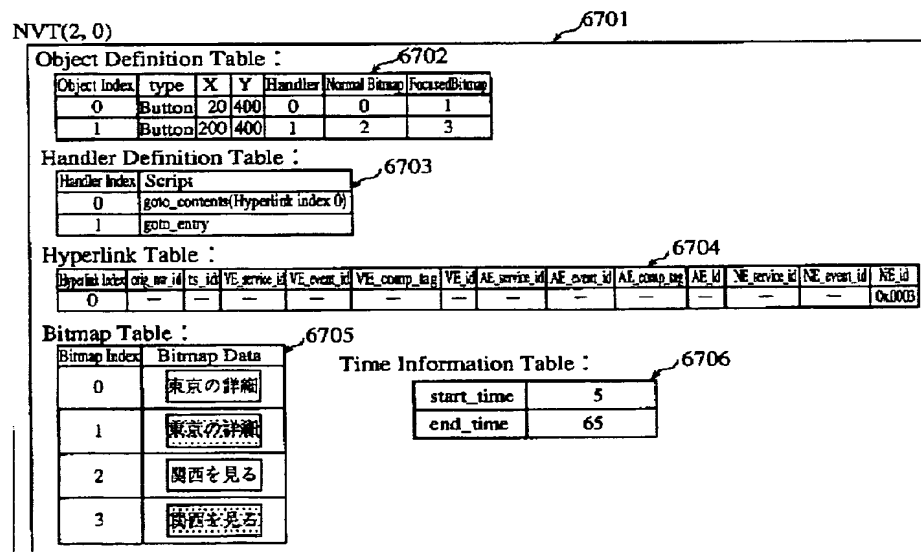 NVT(2, 0)
6701
Object Definition Table :
6702
Object Index type X Y Handler Normal Bitmap FocusedBitmap
0 Button 20 400 0 0 1
1 Button 200 400 1 2 3
Handler Definition Table :
6703
Handler Index Script
0 goto_contents(Hyperlink index 0)
1 goto_entry
Hyperlink Table :
6704
Hyperlink Index orig_nw_id ts_id VE_service_id VE_event_id VE_comp_tag VE_id AE_service_id AE_event_id AE_comp_tag AE_id NE_service_id NE_event_id NE_id
0 — — — — — — — — — — — — 0x0003
Bitmap Table :
6705
Bitmap Index Bitmap Data
0 東京の詳細
1 東京の詳細
2 関西を見る
3 関西を見る
Time Information Table :
6706
start_time 5
end_time 65